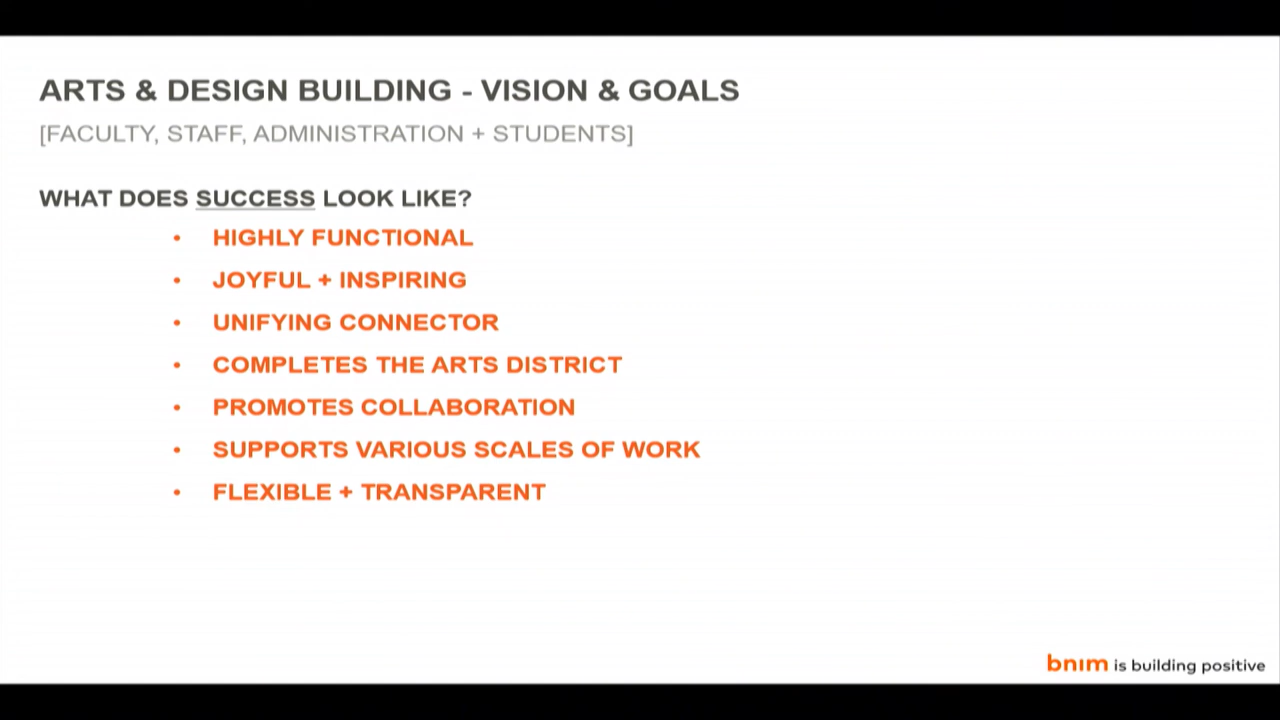 ARTS & DESIGN BUILDING - VISION & GOALS
[FACULTY, STAFF, ADMINISTRATION + STUDENTS]
WHAT DOES SUCCESS LOOK LIKE?
• HIGHLY FUNCTIONAL
• JOYFUL + INSPIRING
• UNIFYING CONNECTOR
• COMPLETES THE ARTS DISTRICT
• PROMOTES COLLABORATION
• SUPPORTS VARIOUS SCALES OF WORK
• FLEXIBLE + TRANSPARENT
bnim is building positive